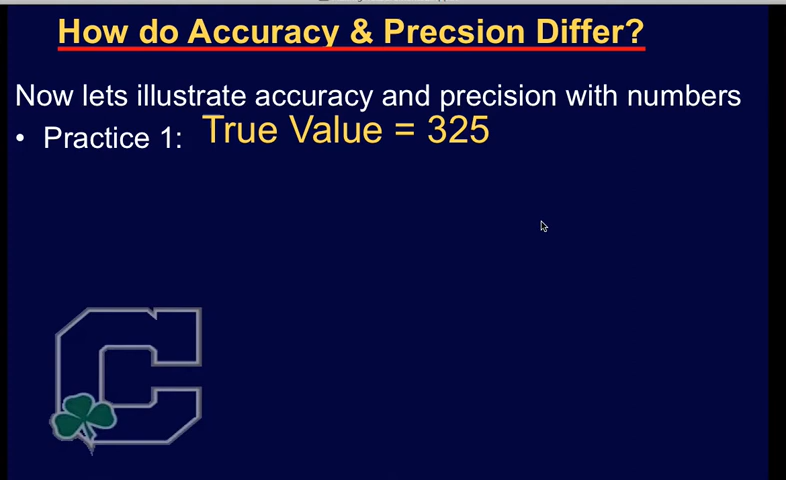 How do Accuracy & Precsion Differ?
Now lets illustrate accuracy and precision with numbers
• Practice 1: True Value = 325
C